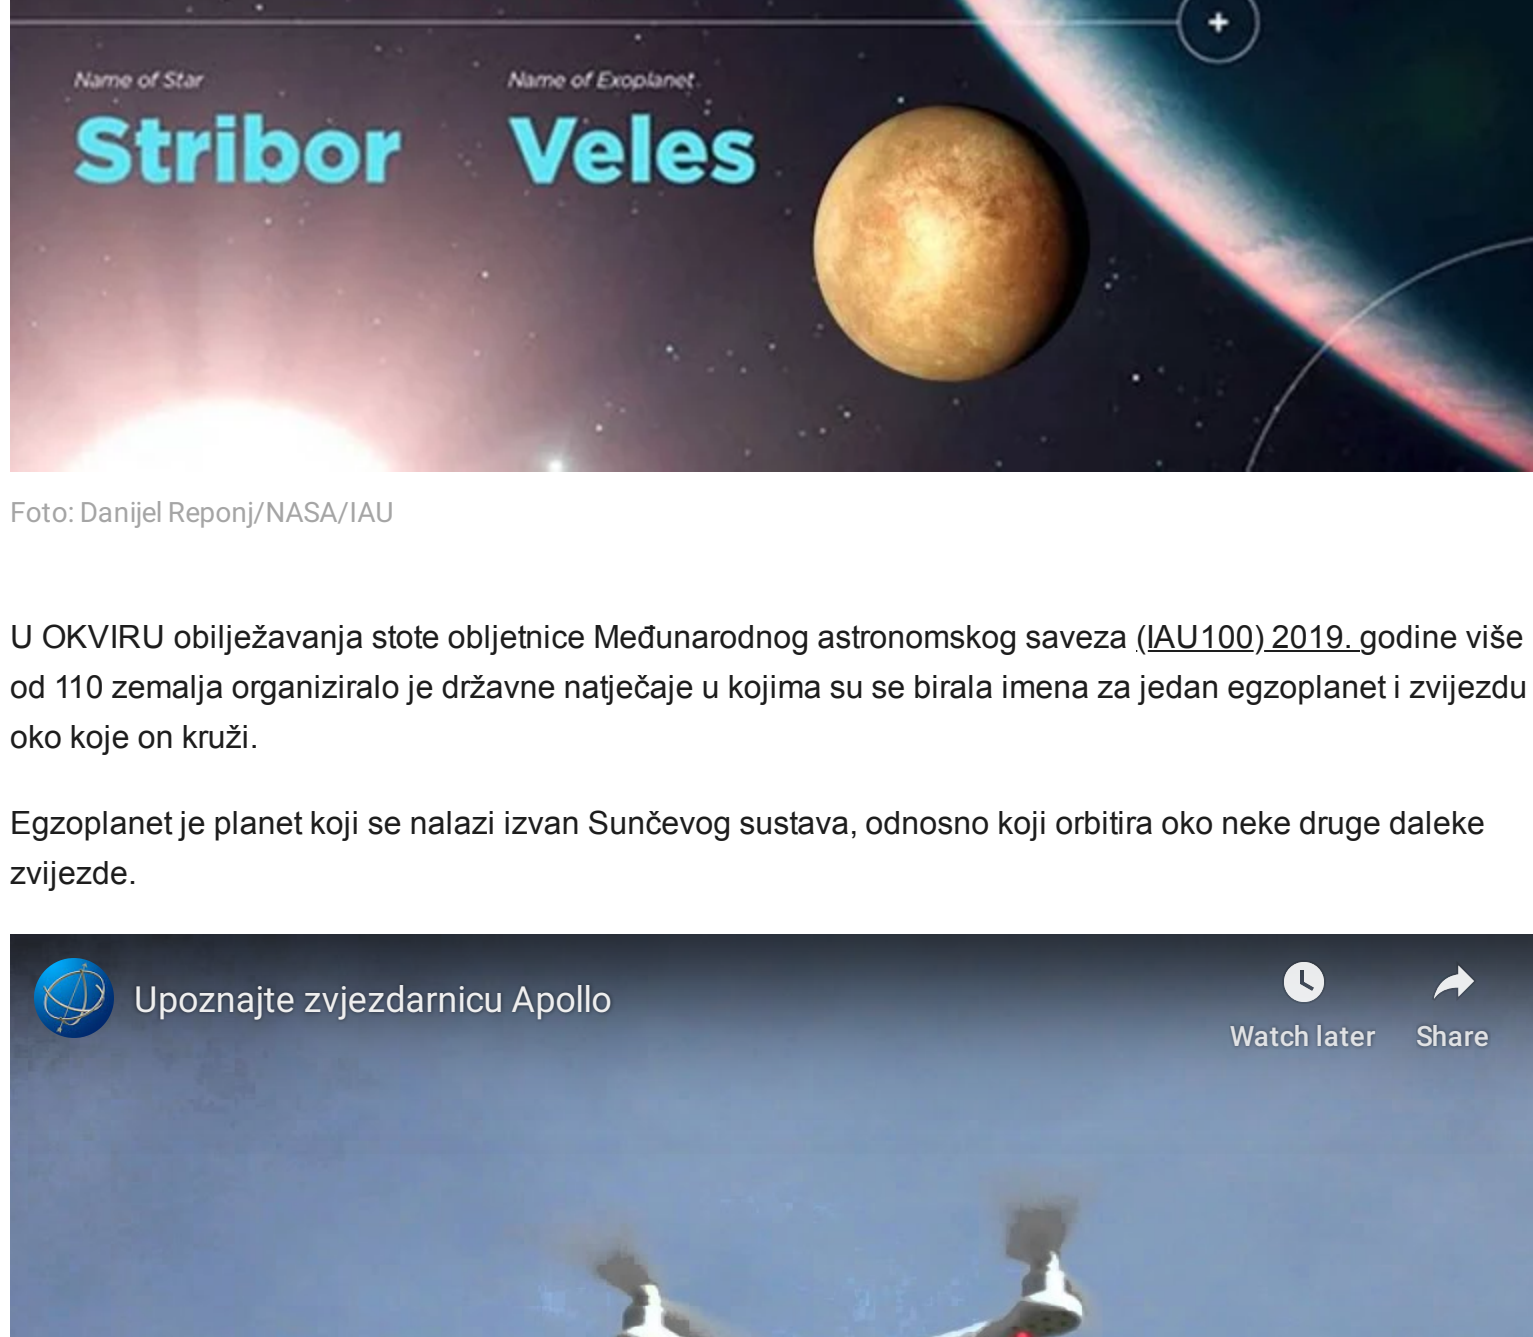 Name of Star
Name of Exoplanet
Stribor
Veles
Foto: Danijel Reponj/NASA/IAU
U OKVIRU obilježavanja stote obljetnice Međunarodnog astronomskog saveza (IAU100) 2019. godine više
od 110 zemalja organiziralo je državne natječaje u kojima su se birala imena za jedan egzoplanet i zvijezdu
oko koje on kruži.
Egzoplanet je planet koji se nalazi izvan Sunčevog sustava, odnosno koji orbitira oko neke druge daleke
zvijezde.
Upoznajte zvjezdarnicu Apollo
Watch later
Share